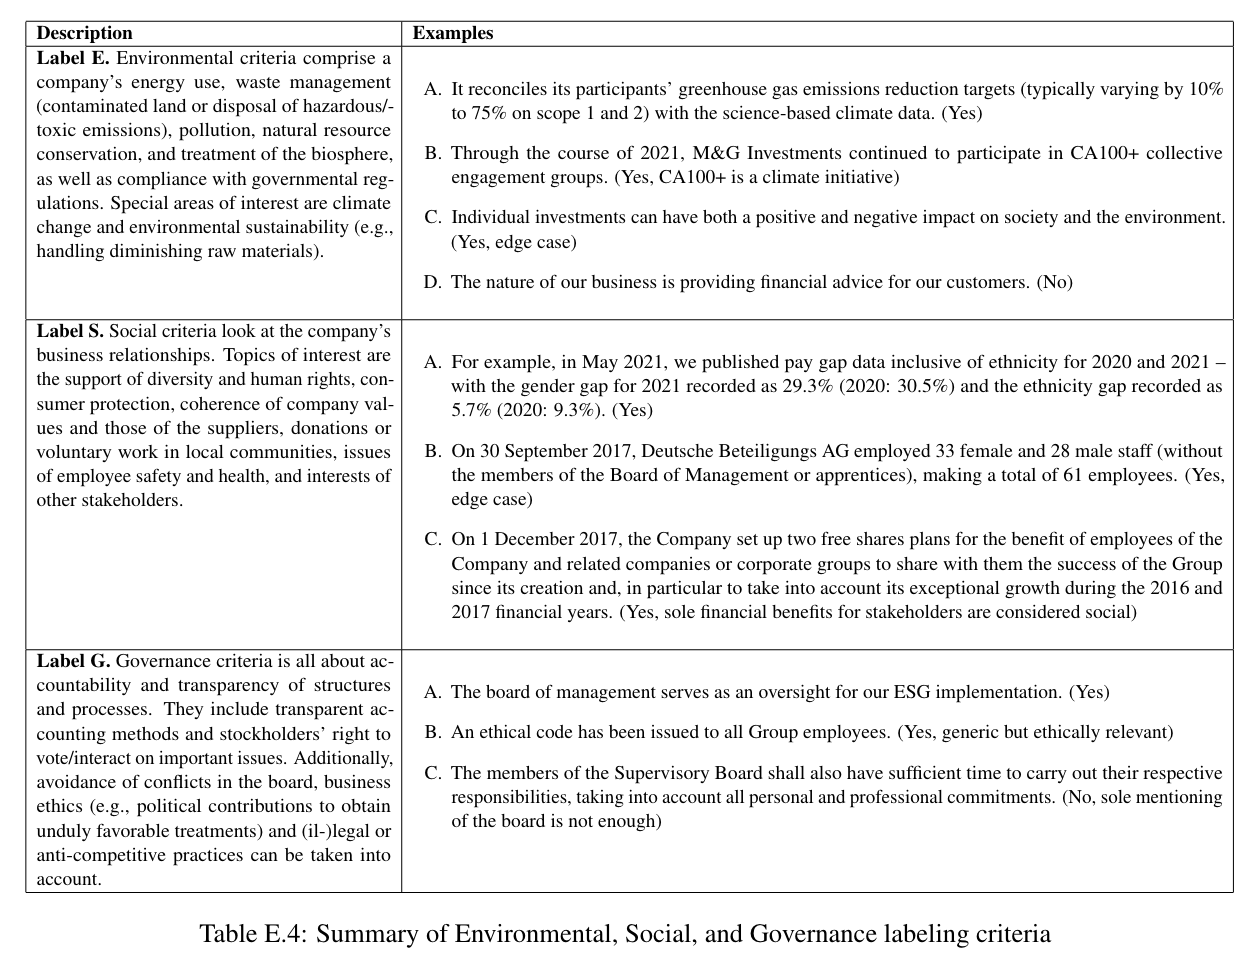 Description
Examples
Label E. Environmental criteria comprise a
company's energy use, waste management
(contaminated land or disposal of hazardous/-
toxic emissions), pollution, natural resource
conservation, and treatment of the biosphere,
as well as compliance with governmental reg-
ulations. Special areas of interest are climate
change and environmental sustainability (e.g.,
handling diminishing raw materials).
A. It reconciles its participants' greenhouse gas emissions reduction targets (typically varying by 10%
to 75% on scope 1 and 2) with the science-based climate data. (Yes)
B. Through the course of 2021, M&G Investments continued to participate in CA100+ collective
engagement groups. (Yes, CA100+ is a climate initiative)
C. Individual investments can have both a positive and negative impact on society and the environment.
(Yes, edge case)
D. The nature of our business is providing financial advice for our customers. (No)
Label S. Social criteria look at the company's
business relationships. Topics of interest are
the support of diversity and human rights, con-
sumer protection, coherence of company val-
ues and those of the suppliers, donations or
voluntary work in local communities, issues
of employee safety and health, and interests of
other stakeholders.
A. For example, in May 2021, we published pay gap data inclusive of ethnicity for 2020 and 2021 –
with the gender gap for 2021 recorded as 29.3% (2020: 30.5%) and the ethnicity gap recorded as
5.7% (2020: 9.3%). (Yes)
B. On 30 September 2017, Deutsche Beteiligungs AG employed 33 female and 28 male staff (without
the members of the Board of Management or apprentices), making a total of 61 employees. (Yes,
edge case)
C. On 1 December 2017, the Company set up two free shares plans for the benefit of employees of the
Company and related companies or corporate groups to share with them the success of the Group
since its creation and, in particular to take into account its exceptional growth during the 2016 and
2017 financial years. (Yes, sole financial benefits for stakeholders are considered social)
Label G. Governance criteria is all about ac-
countability and transparency of structures
and processes. They include transparent ac-
counting methods and stockholders' right to
vote/interact on important issues. Additionally,
avoidance of conflicts in the board, business
ethics (e.g., political contributions to obtain
unduly favorable treatments) and (il-)legal or
anti-competitive practices can be taken into
account.
A. The board of management serves as an oversight for our ESG implementation. (Yes)
B. An ethical code has been issued to all Group employees. (Yes, generic but ethically relevant)
C. The members of the Supervisory Board shall also have sufficient time to carry out their respective
responsibilities, taking into account all personal and professional commitments. (No, sole mentioning
of the board is not enough)
Table E.4: Summary of Environmental, Social, and Governance labeling criteria